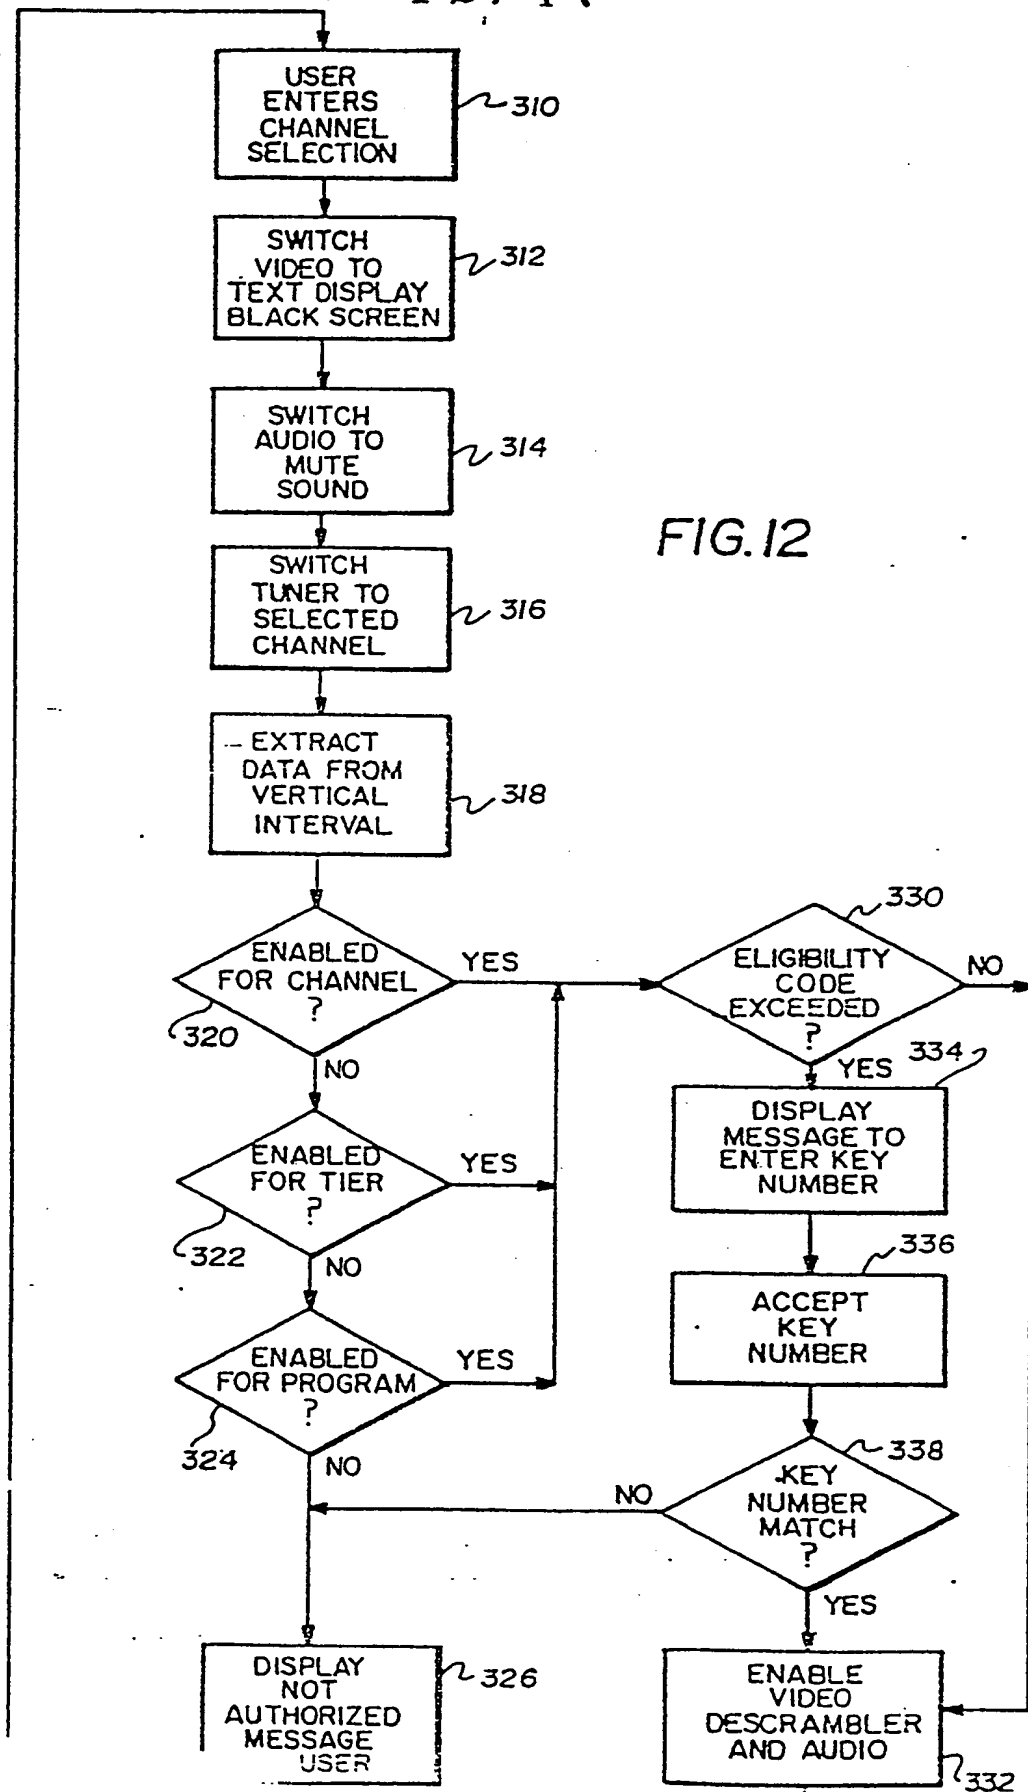 USER
ENTERS
CHANNEL
SELECTION
310
SWITCH
VIDEO TO
TEXT DISPLAY
BLACK SCREEN
312
SWITCH
AUDIO TO
MUTE
SOUND
314
FIG.12
SWITCH
TUNER TO
SELECTED
CHANNEL
316
EXTRACT
DATA FROM
VERTICAL
INTERVAL
318
ENABLED
FOR CHANNEL
?
320
YES
NO
ELIGIBILITY
CODE
EXCEEDED
?
330
NO
YES
334
DISPLAY
MESSAGE TO
ENTER KEY
NUMBER
ENABLED
FOR TIER
?
322
YES
NO
336
ACCEPT
KEY
NUMBER
ENABLED
FOR PROGRAM
?
324
YES
NO
338
KEY
NUMBER
MATCH
?
NO
YES
DISPLAY
NOT
AUTHORIZED
MESSAGE
USER
326
ENABLE
VIDEO
DESCRAMBLER
AND AUDIO
332